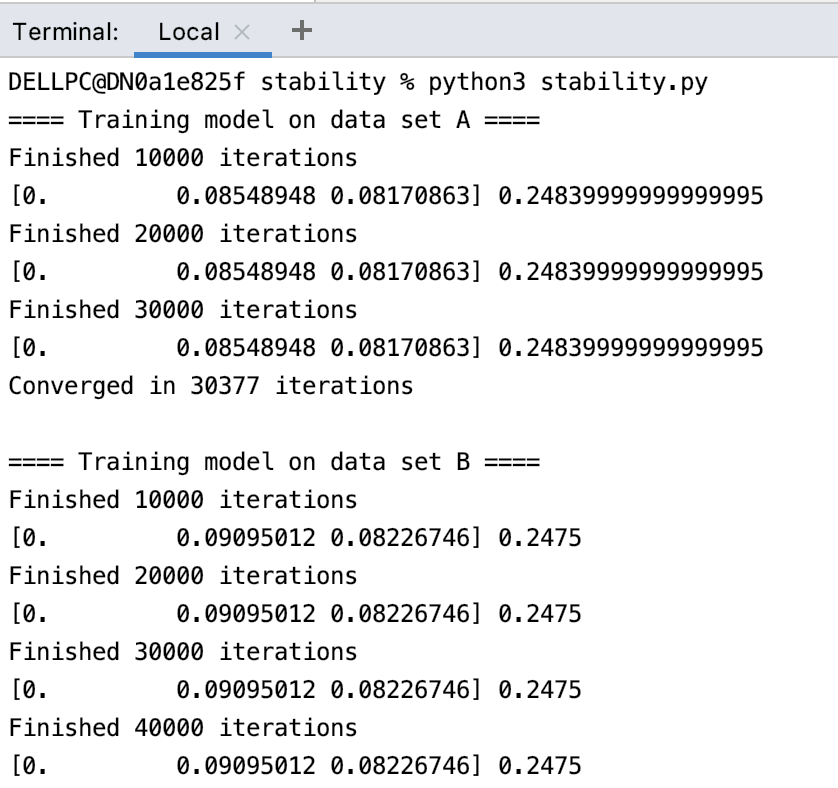 Terminal: Local × +
DELLPC@DN0a1e825f stability % python3 stability.py
==== Training model on data set A ====
Finished 10000 iterations
[0.         0.08548948 0.08170863] 0.24839999999999995
Finished 20000 iterations
[0.         0.08548948 0.08170863] 0.24839999999999995
Finished 30000 iterations
[0.         0.08548948 0.08170863] 0.24839999999999995
Converged in 30377 iterations
==== Training model on data set B ====
Finished 10000 iterations
[0.         0.09095012 0.08226746] 0.2475
Finished 20000 iterations
[0.         0.09095012 0.08226746] 0.2475
Finished 30000 iterations
[0.         0.09095012 0.08226746] 0.2475
Finished 40000 iterations
[0.         0.09095012 0.08226746] 0.2475